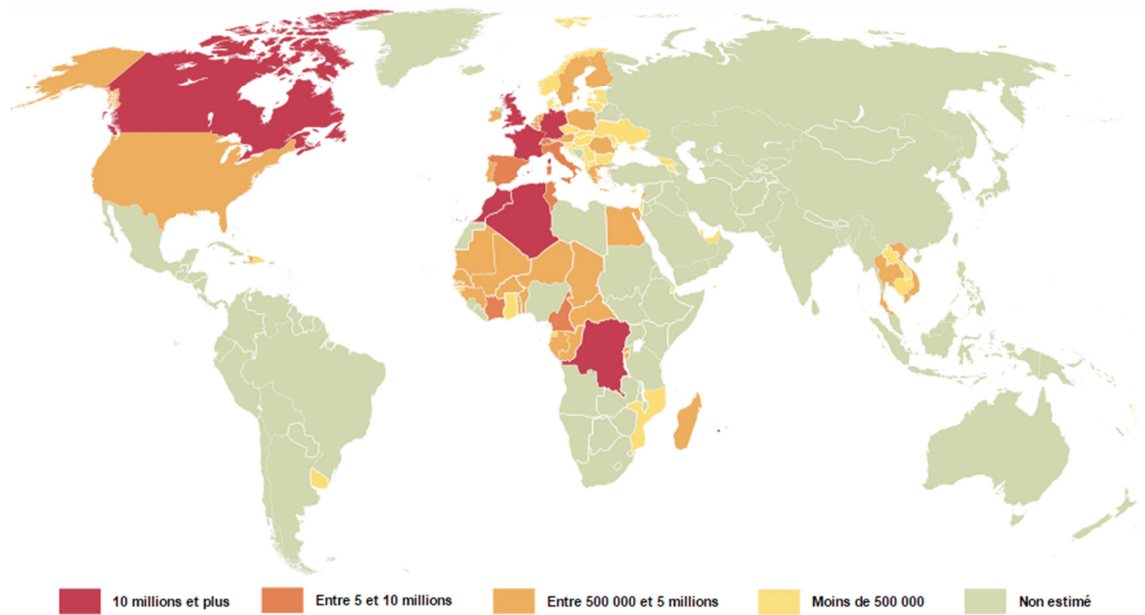 10 millions et plus
Entre 5 et 10 millions
Entre 500 000 et 5 millions
Moins de 500 000
Non estimé